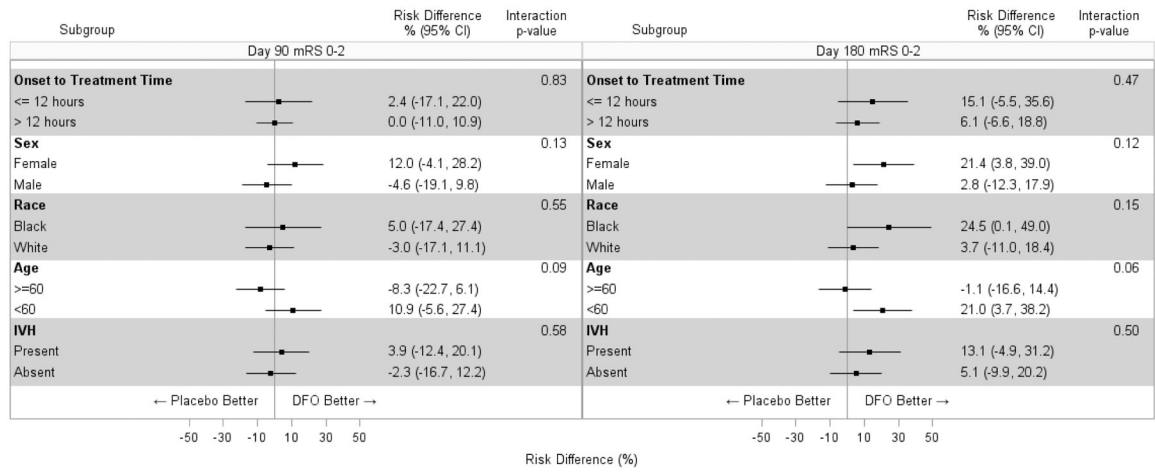 Subgroup Risk Difference % (95% CI) Interaction p-value Subgroup Risk Difference % (95% CI) Interaction p-value
Day 90 mRS 0-2 Day 180 mRS 0-2
Onset to Treatment Time 0.83 Onset to Treatment Time 0.47
<= 12 hours 2.4 (-17.1, 22.0) <= 12 hours 15.1 (-5.5, 35.6)
> 12 hours 0.0 (-11.0, 10.9) > 12 hours 6.1 (-6.6, 18.8)
Sex 0.13 Sex 0.12
Female 12.0 (-4.1, 28.2) Female 21.4 (3.8, 39.0)
Male -4.6 (-19.1, 9.8) Male 2.8 (-12.3, 17.9)
Race 0.55 Race 0.15
Black 5.0 (-17.4, 27.4) Black 24.5 (0.1, 49.0)
White -3.0 (-17.1, 11.1) White 3.7 (-11.0, 18.4)
Age 0.09 Age 0.06
>=60 -8.3 (-22.7, 6.1) >=60 -1.1 (-16.6, 14.4)
<60 10.9 (-5.6, 27.4) <60 21.0 (3.7, 38.2)
IVH 0.58 IVH 0.50
Present 3.9 (-12.4, 20.1) Present 13.1 (-4.9, 31.2)
Absent -2.3 (-16.7, 12.2) Absent 5.1 (-9.9, 20.2)
← Placebo Better DFO Better → ← Placebo Better DFO Better →
-50 -30 -10 10 30 50 -50 -30 -10 10 30 50
Risk Difference (%)